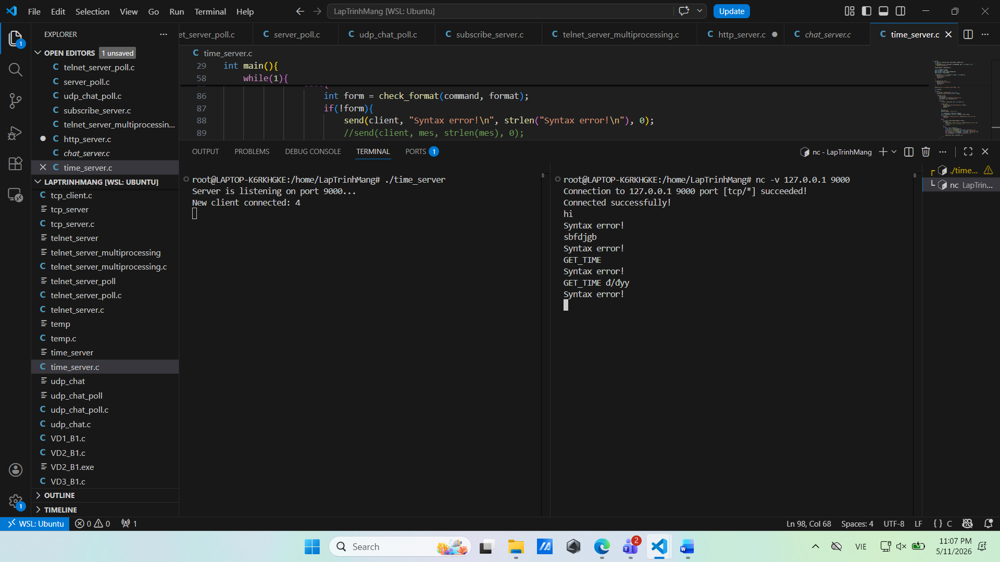 File Edit Selection View Go Run Terminal Help
LapTrinhMang [WSL: Ubuntu]
Update
EXPLORER
OPEN EDITORS 1 unsaved
telnet_server_poll.c
server_poll.c
udp_chat_poll.c
subscribe_server.c
telnet_server_multiprocessin...
http_server.c
chat_server.c
time_server.c
LAPTRINHMANG [WSL: UBUNTU]
tcp_client.c
tcp_server
tcp_server.c
telnet_server
telnet_server_multiprocessing
telnet_server_multiprocessing.c
telnet_server_poll
telnet_server_poll.c
telnet_server.c
temp
temp.c
time_server
time_server.c
udp_chat
udp_chat_poll
udp_chat_poll.c
udp_chat.c
VD1_B1.c
VD2_B1.c
VD2_B1.exe
VD3_B1.c
OUTLINE
TIMELINE
et_server_poll.c server_poll.c udp_chat_poll.c subscribe_server.c telnet_server_multiprocessing.c http_server.c chat_server.c time_server.c
time_server.c
29 int main(){
58 while(1){
86 int form = check_format(command, format);
87 if(!form){
88 send(client, "Syntax error!\n", strlen("Syntax error!\n"), 0);
89 //send(client, mes, strlen(mes), 0);
OUTPUT PROBLEMS DEBUG CONSOLE TERMINAL PORTS 1
nc - LapTrinhMang
root@LAPTOP-K6RKHGKE:/home/LapTrinhMang# ./time_server
Server is listening on port 9000...
New client connected: 4
root@LAPTOP-K6RKHGKE:/home/LapTrinhMang# nc -v 127.0.0.1 9000
Connection to 127.0.0.1 9000 port [tcp/*] succeeded!
Connected successfully!
hi
Syntax error!
sbfdjgb
Syntax error!
GET_TIME
Syntax error!
GET_TIME đ/đyy
Syntax error!
./time...
nc LapTrin...
WSL: Ubuntu 0 0 1
Ln 98, Col 68 Spaces: 4 UTF-8 LF {} C
Search
2
VIE
11:07 PM
5/11/2026